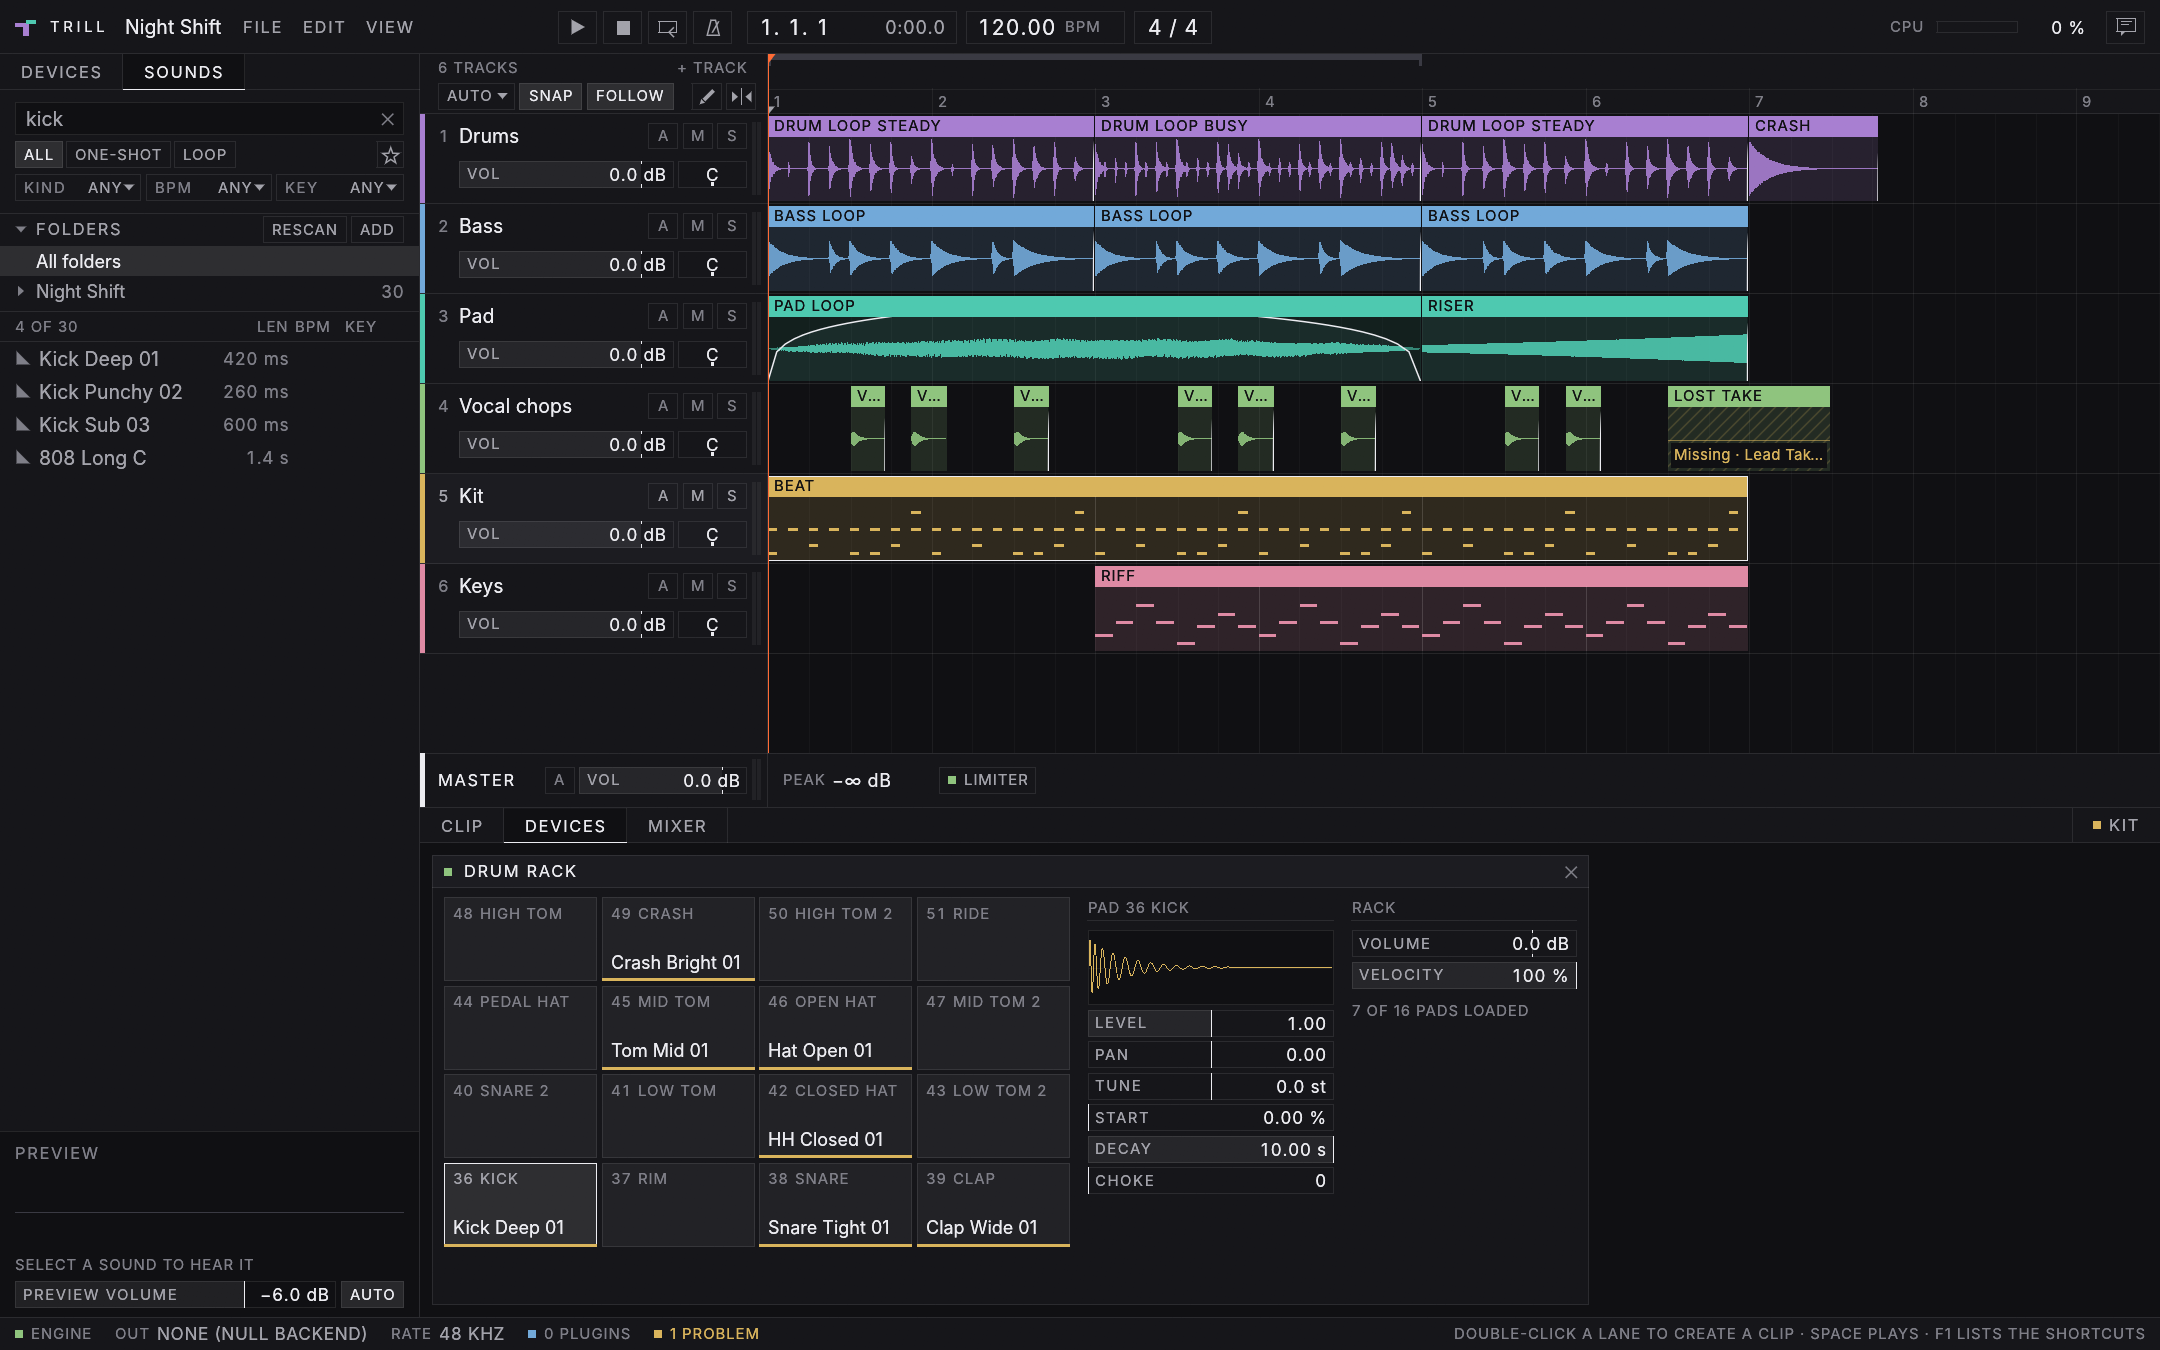 TRILL Night Shift FILE EDIT VIEW 1. 1. 1 0:00.0 120.00 BPM 4 / 4 CPU 0 %
DEVICES SOUNDS
kick
ALL ONE-SHOT LOOP
KIND ANY BPM ANY KEY ANY
FOLDERS RESCAN ADD
All folders
Night Shift 30
4 OF 30 LEN BPM KEY
Kick Deep 01 420 ms
Kick Punchy 02 260 ms
Kick Sub 03 600 ms
808 Long C 1.4 s
PREVIEW
SELECT A SOUND TO HEAR IT
PREVIEW VOLUME −6.0 dB AUTO
6 TRACKS + TRACK
AUTO SNAP FOLLOW
1 2 3 4 5 6 7 8 9
1 Drums A M S
VOL 0.0 dB C
DRUM LOOP STEADY DRUM LOOP BUSY DRUM LOOP STEADY CRASH
2 Bass A M S
VOL 0.0 dB C
BASS LOOP BASS LOOP BASS LOOP
3 Pad A M S
VOL 0.0 dB C
PAD LOOP RISER
4 Vocal chops A M S
VOL 0.0 dB C
V... V... V... V... V... V... V... V... LOST TAKE
Missing · Lead Tak...
5 Kit A M S
VOL 0.0 dB C
BEAT
6 Keys A M S
VOL 0.0 dB C
RIFF
MASTER A VOL 0.0 dB PEAK −∞ dB LIMITER
CLIP DEVICES MIXER KIT
DRUM RACK
48 HIGH TOM 49 CRASH 50 HIGH TOM 2 51 RIDE
Crash Bright 01
44 PEDAL HAT 45 MID TOM 46 OPEN HAT 47 MID TOM 2
Tom Mid 01 Hat Open 01
40 SNARE 2 41 LOW TOM 42 CLOSED HAT 43 LOW TOM 2
HH Closed 01
36 KICK 37 RIM 38 SNARE 39 CLAP
Kick Deep 01 Snare Tight 01 Clap Wide 01
PAD 36 KICK
LEVEL 1.00
PAN 0.00
TUNE 0.0 st
START 0.00 %
DECAY 10.00 s
CHOKE 0
RACK
VOLUME 0.0 dB
VELOCITY 100 %
7 OF 16 PADS LOADED
ENGINE OUT NONE (NULL BACKEND) RATE 48 KHZ 0 PLUGINS 1 PROBLEM DOUBLE-CLICK A LANE TO CREATE A CLIP · SPACE PLAYS · F1 LISTS THE SHORTCUTS